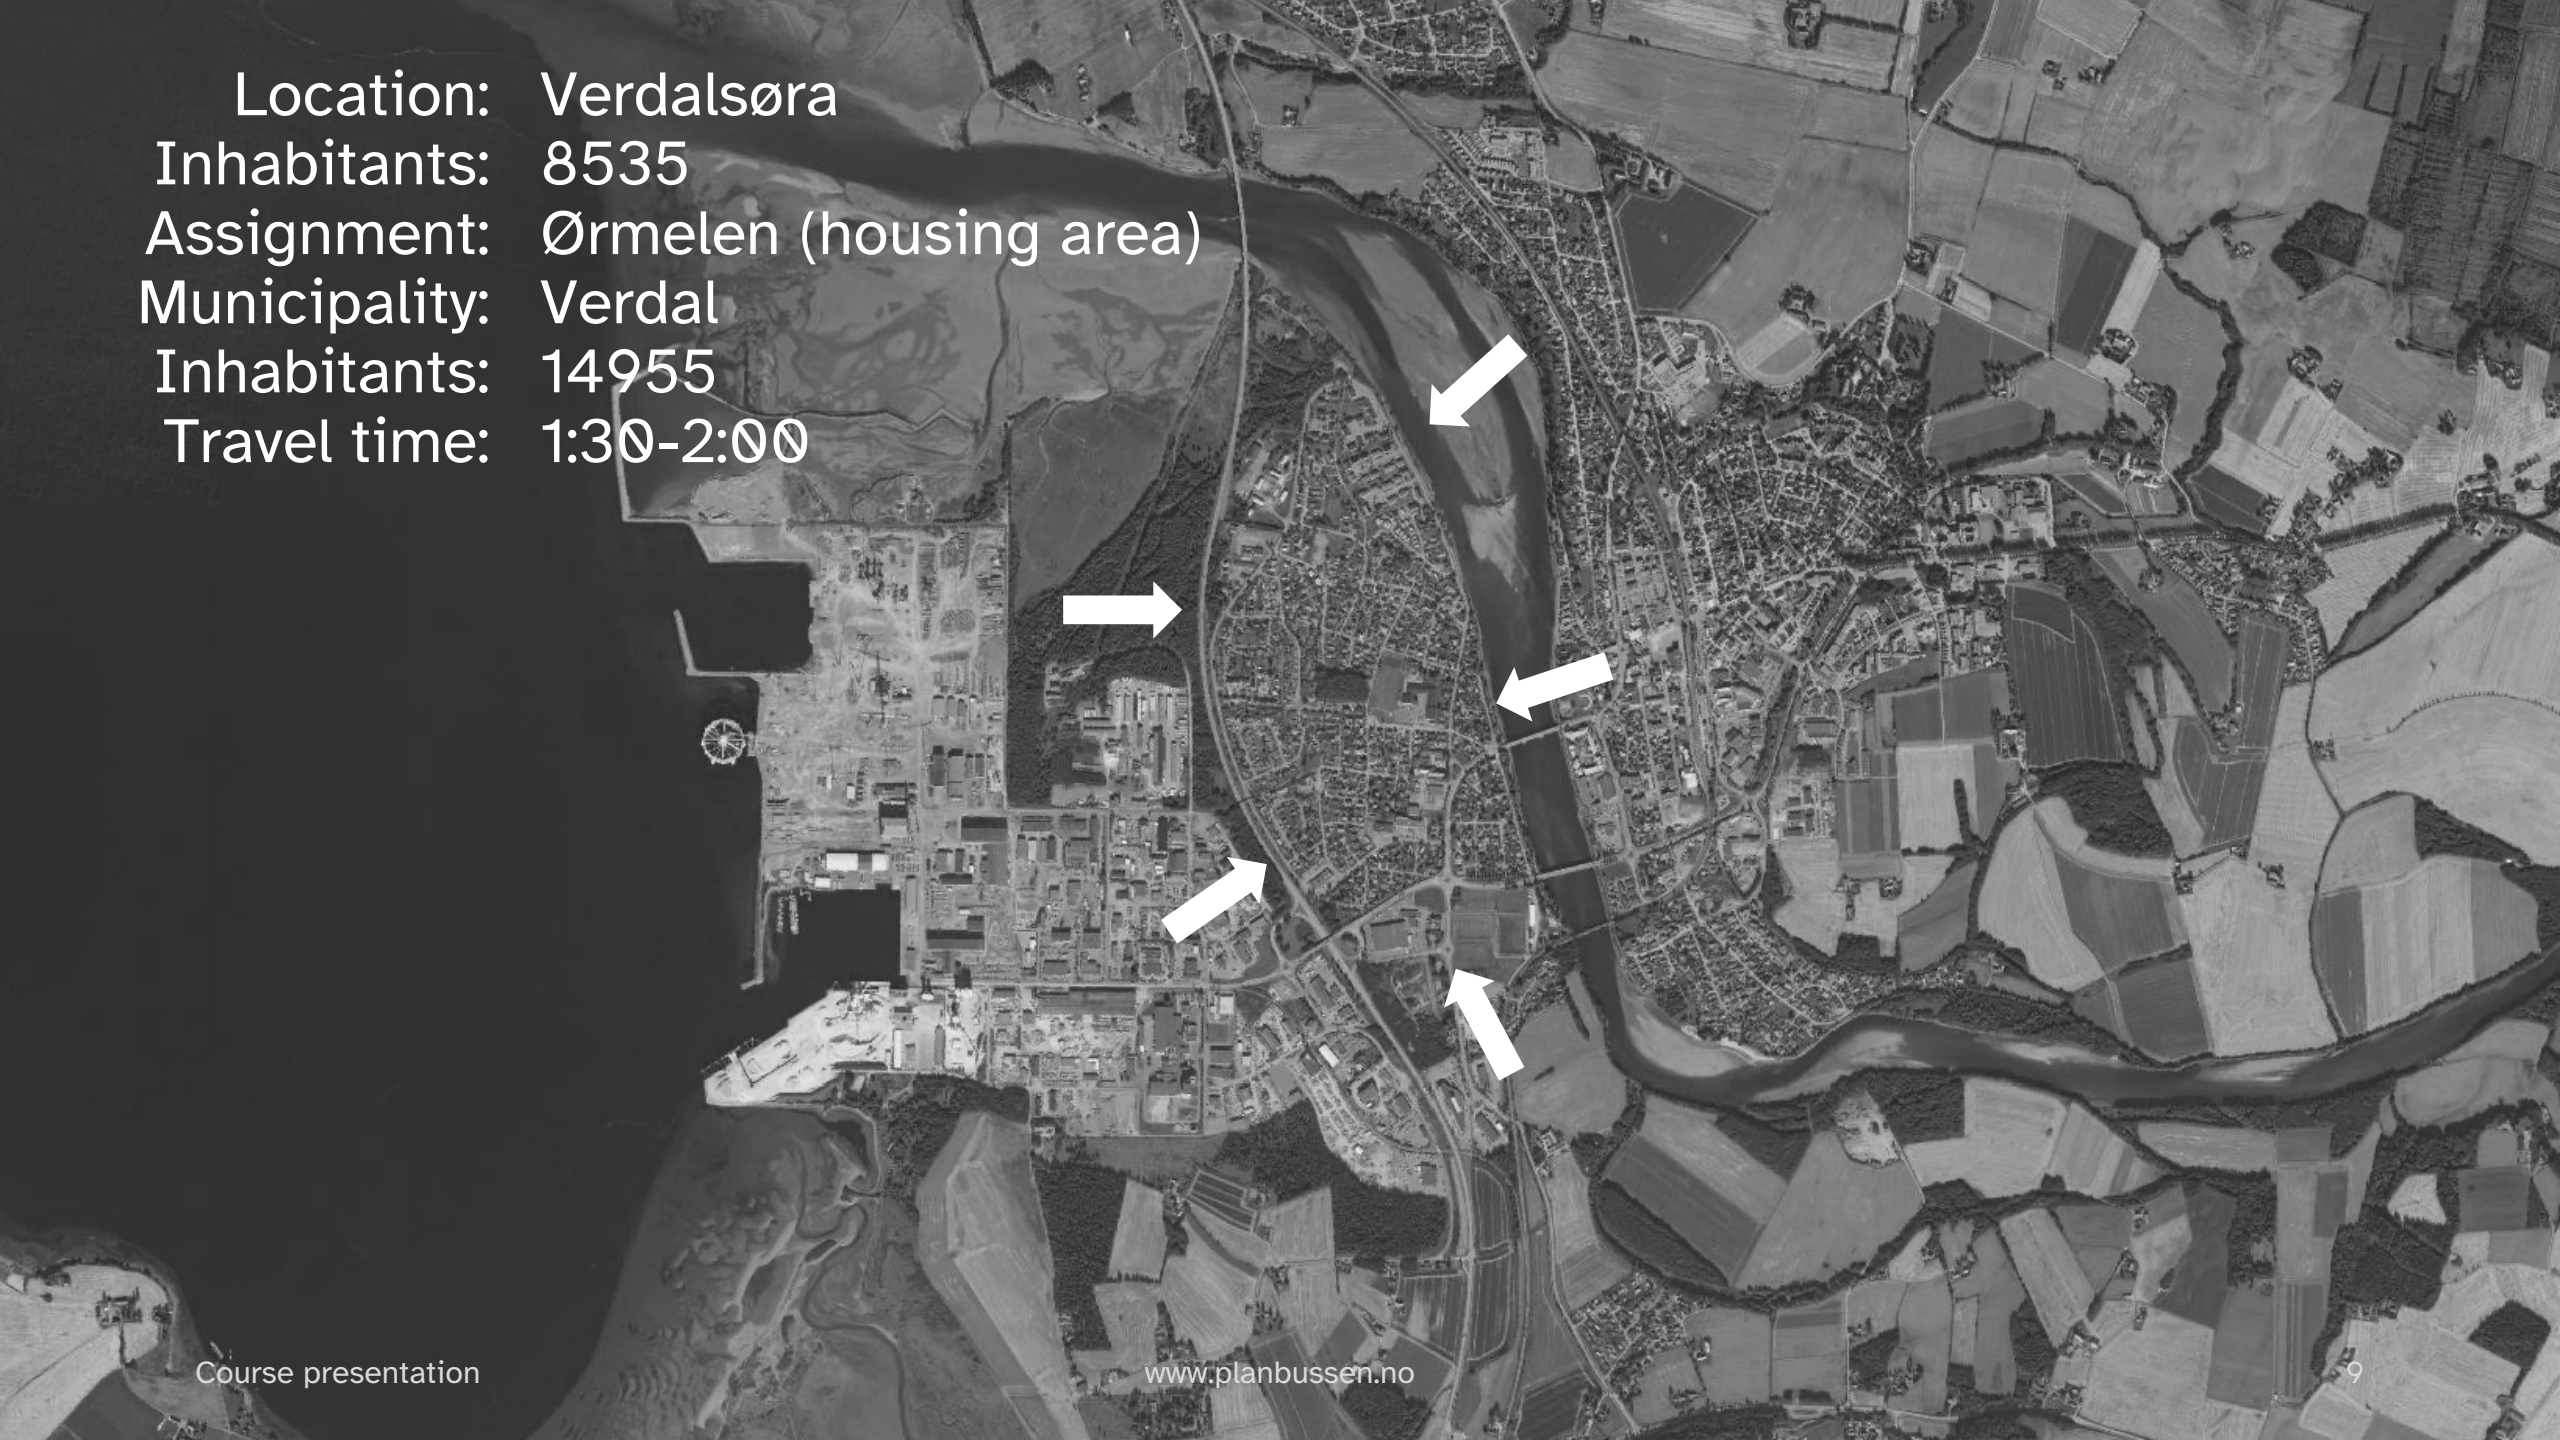 Location: Verdalsøra
Inhabitants: 8535
Assignment: Ørmelen (housing area)
Municipality: Verdal
Inhabitants: 14955
Travel time: 1:30-2:00
Course presentation
www.planbussen.no
9